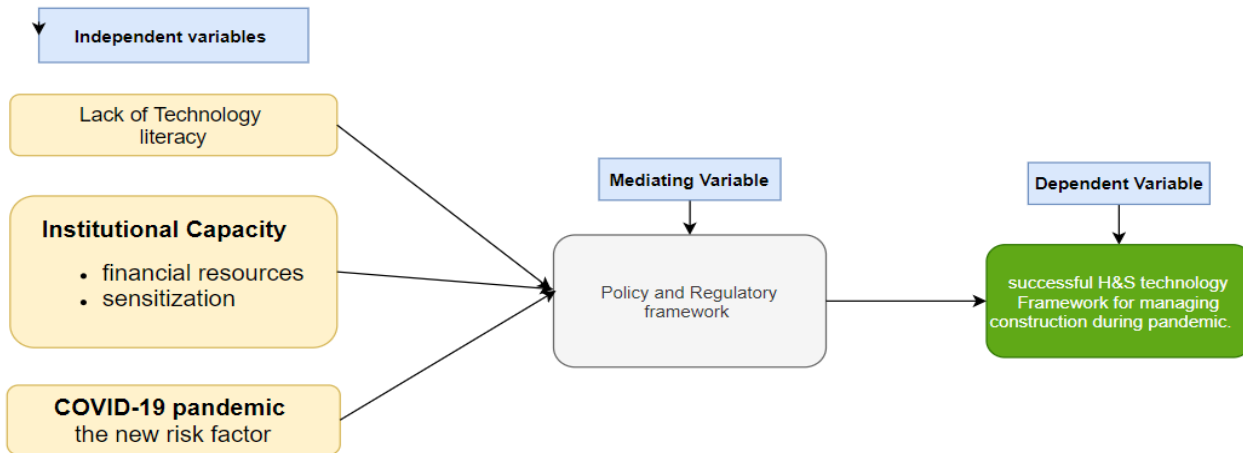 Independent variables
Lack of Technology
literacy
Mediating Variable
Dependent Variable
Institutional Capacity
• financial resources
• sensitization
Policy and Regulatory
framework
successful H&S technology
Framework for managing
construction during pandemic.
COVID-19 pandemic
the new risk factor